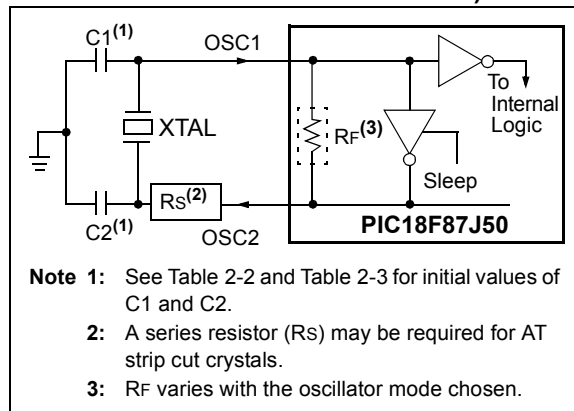 C1(1)
OSC1
To
Internal
Logic
XTAL
RF(3)
Sleep
RS(2)
C2(1)
OSC2
PIC18F87J50
Note 1: See Table 2-2 and Table 2-3 for initial values of
C1 and C2.
2: A series resistor (RS) may be required for AT
strip cut crystals.
3: RF varies with the oscillator mode chosen.